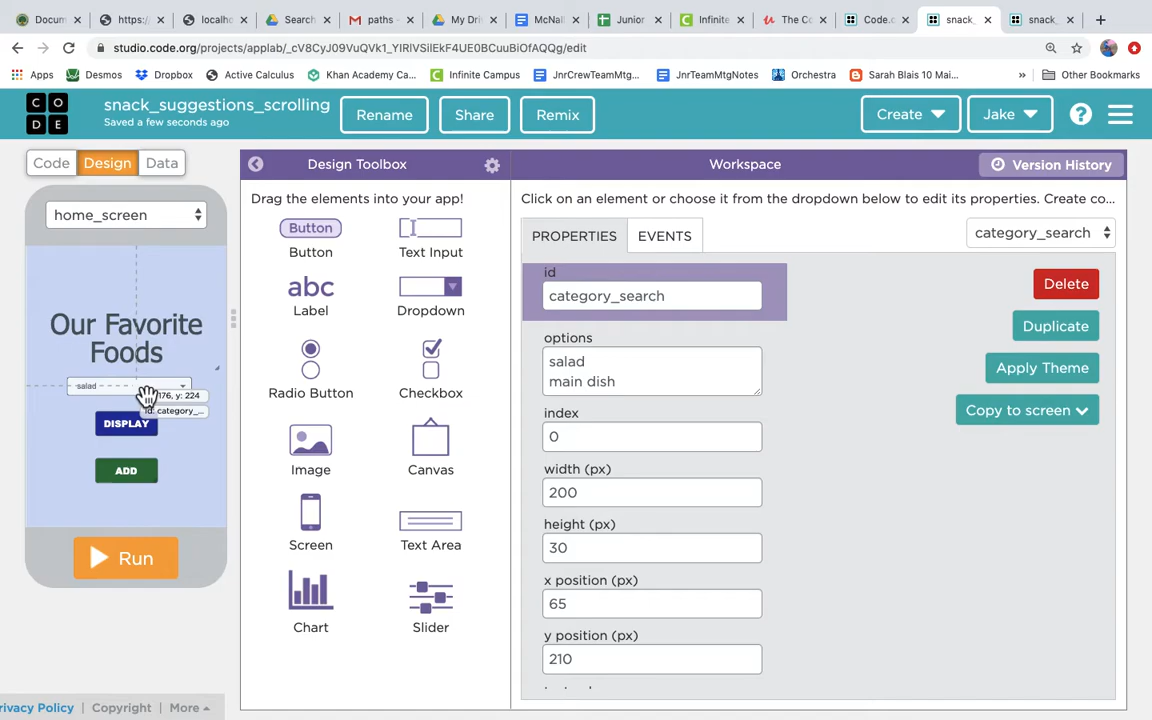 Docum
https:/
localho
Search
paths -
My Dri
McNai
Junior
Infinite
The Co
Code.o
snack_
snack_
studio.code.org/projects/applab/_cV8CyJ09VuQVk1_YIRlVSilEkF4UE0BCuuBiOfAQQg/edit
Apps
Desmos
Dropbox
Active Calculus
Khan Academy Ca...
Infinite Campus
JnrCrewTeamMtg...
JnrTeamMtgNotes
Orchestra
Sarah Blais 10 Mai...
»
Other Bookmarks
C O
D E
snack_suggestions_scrolling
Saved a few seconds ago
Rename
Share
Remix
Create
Jake
?
Code
Design
Data
Design Toolbox
Workspace
Version History
home_screen
Drag the elements into your app!
Click on an element or choose it from the dropdown below to edit its properties. Create co...
Button
Button
Text Input
abc
Label
Dropdown
Radio Button
Checkbox
Image
Canvas
Screen
Text Area
Chart
Slider
Our Favorite
Foods
salad
176, y: 224
id: category_...
DISPLAY
ADD
Run
PROPERTIES
EVENTS
category_search
id
category_search
options
salad
main dish
index
0
width (px)
200
height (px)
30
x position (px)
65
y position (px)
210
Delete
Duplicate
Apply Theme
Copy to screen
rivacy Policy | Copyright | More